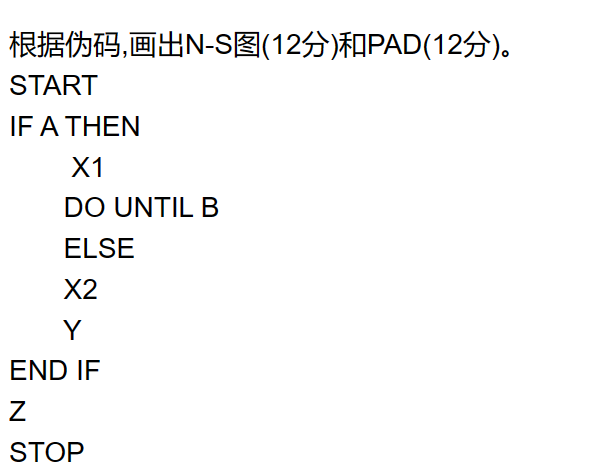 根据伪码,画出N-S图(12分)和PAD(12分)。
START
IF A THEN
X1
DO UNTIL B
ELSE
X2
Y
END IF
Z
STOP